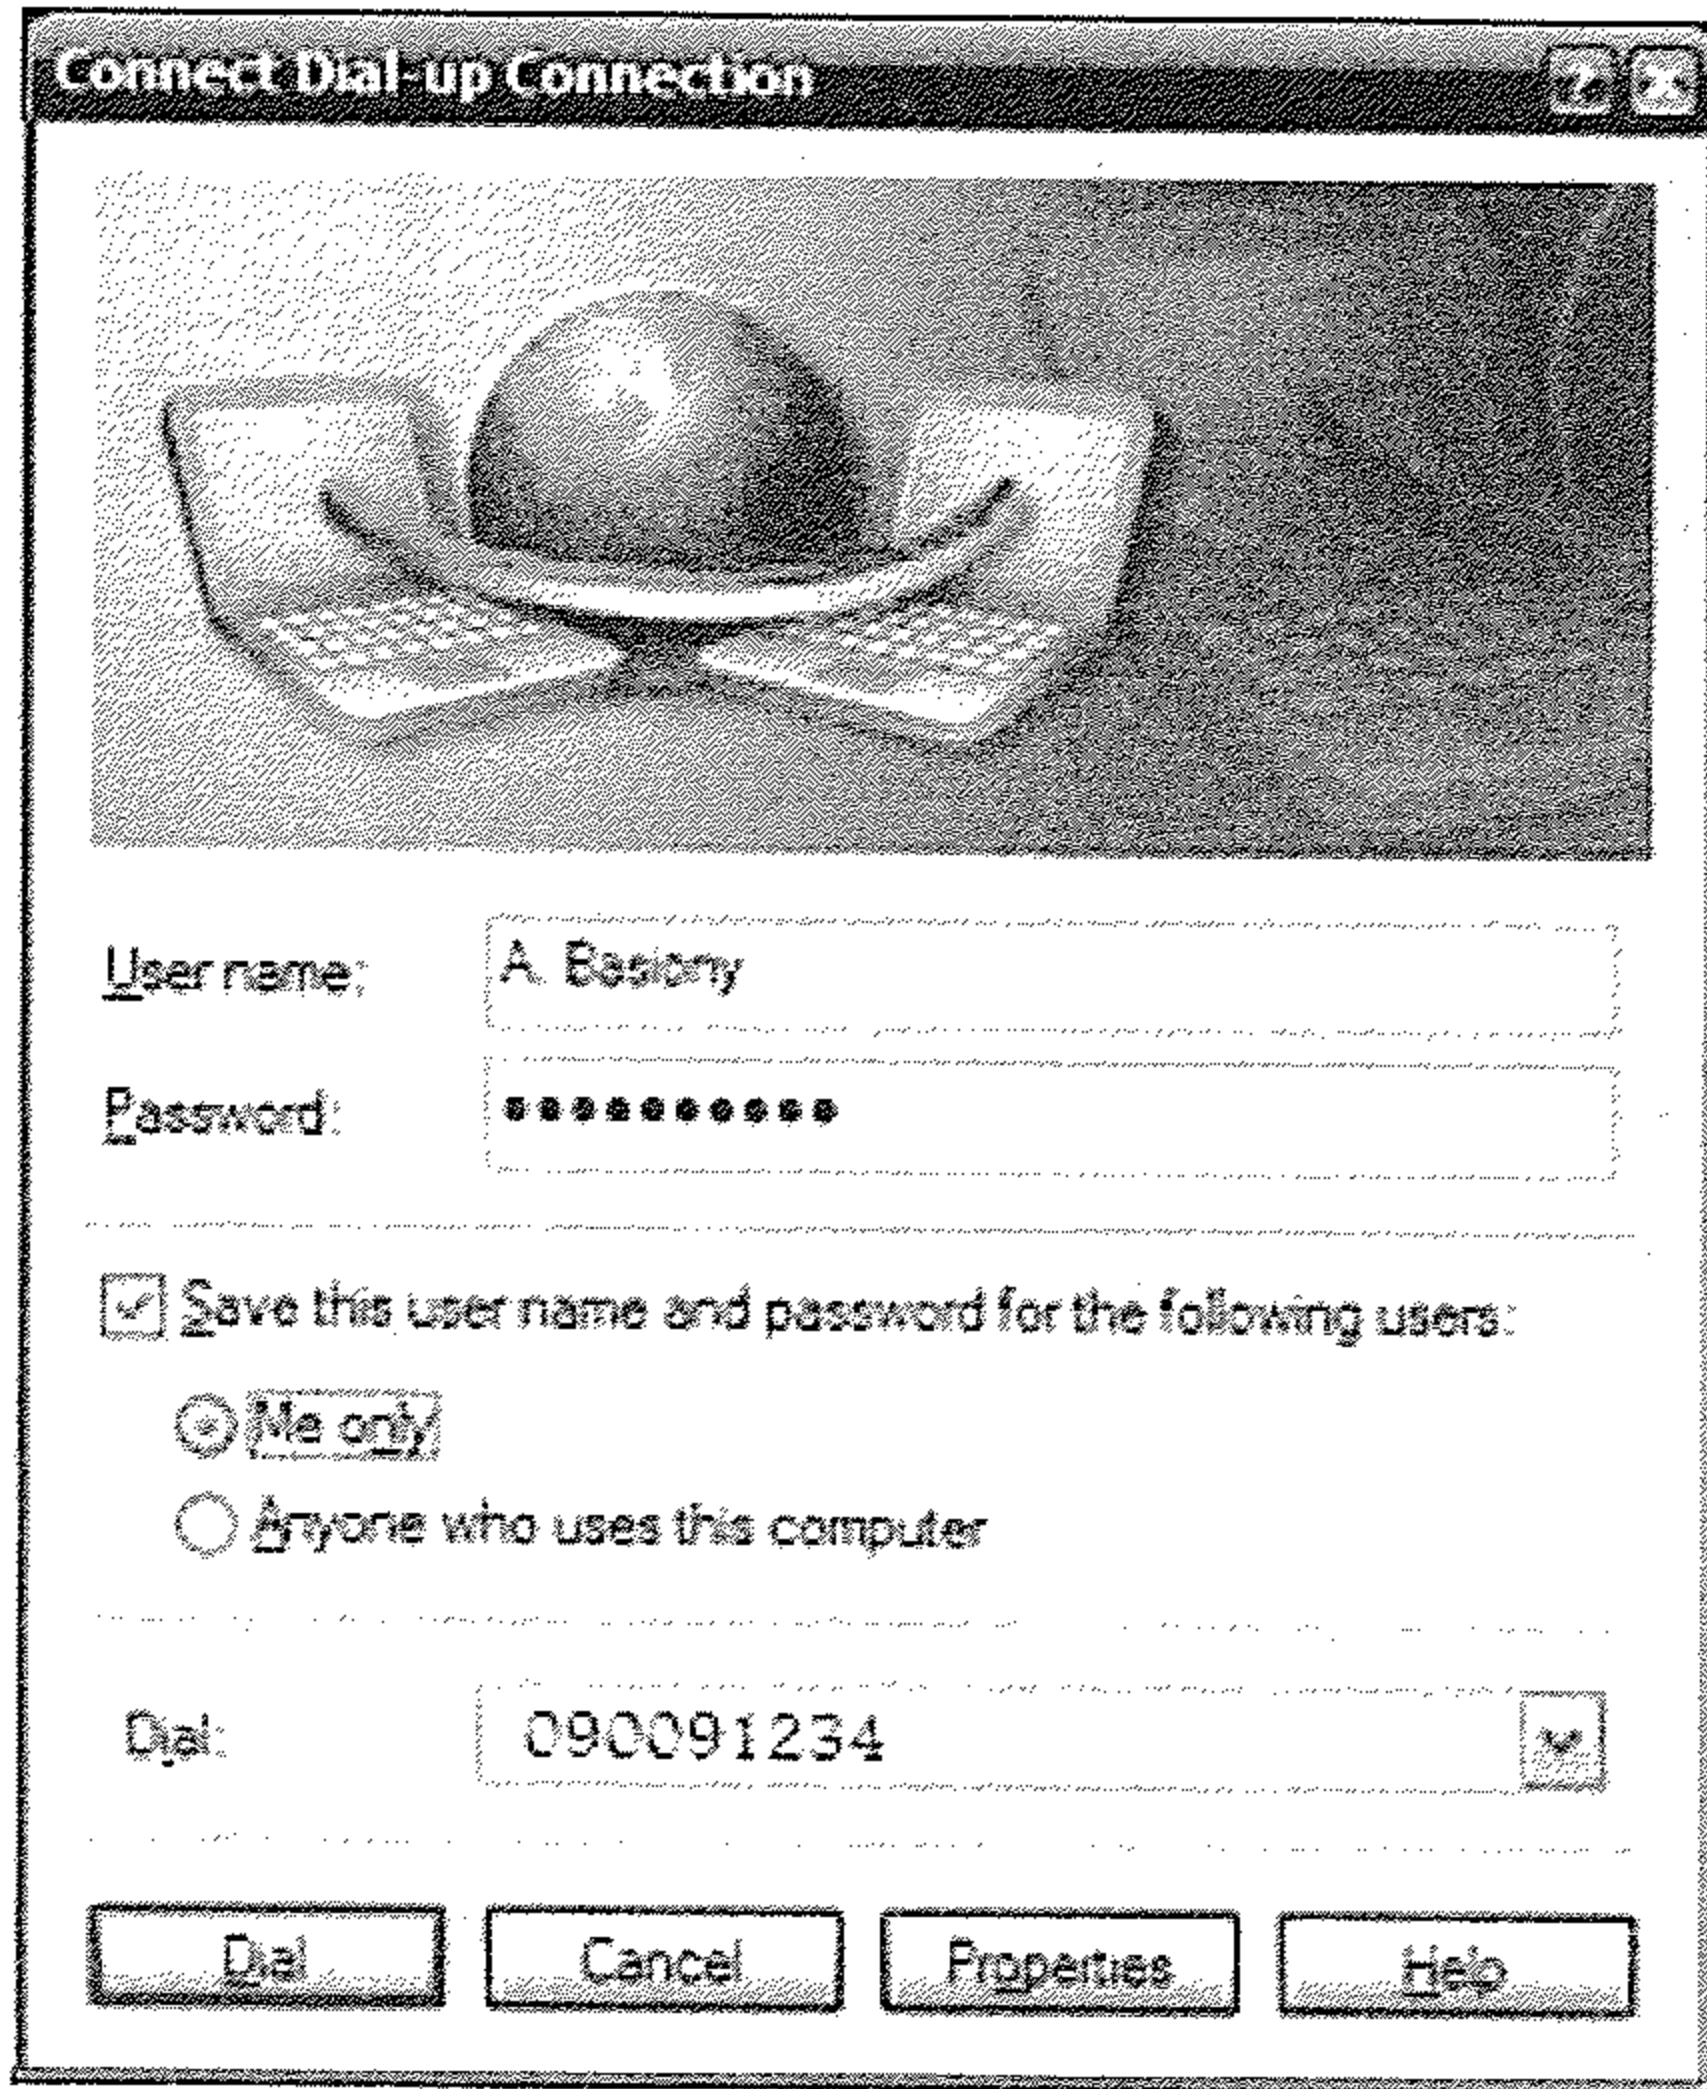 Connect Dial-up Connection
User name: A. Basiony
Password: ●●●●●●●●●●
Save this user name and password for the following users:
Me only
Anyone who uses this computer
Dial: 090091234
Dial Cancel Properties Help